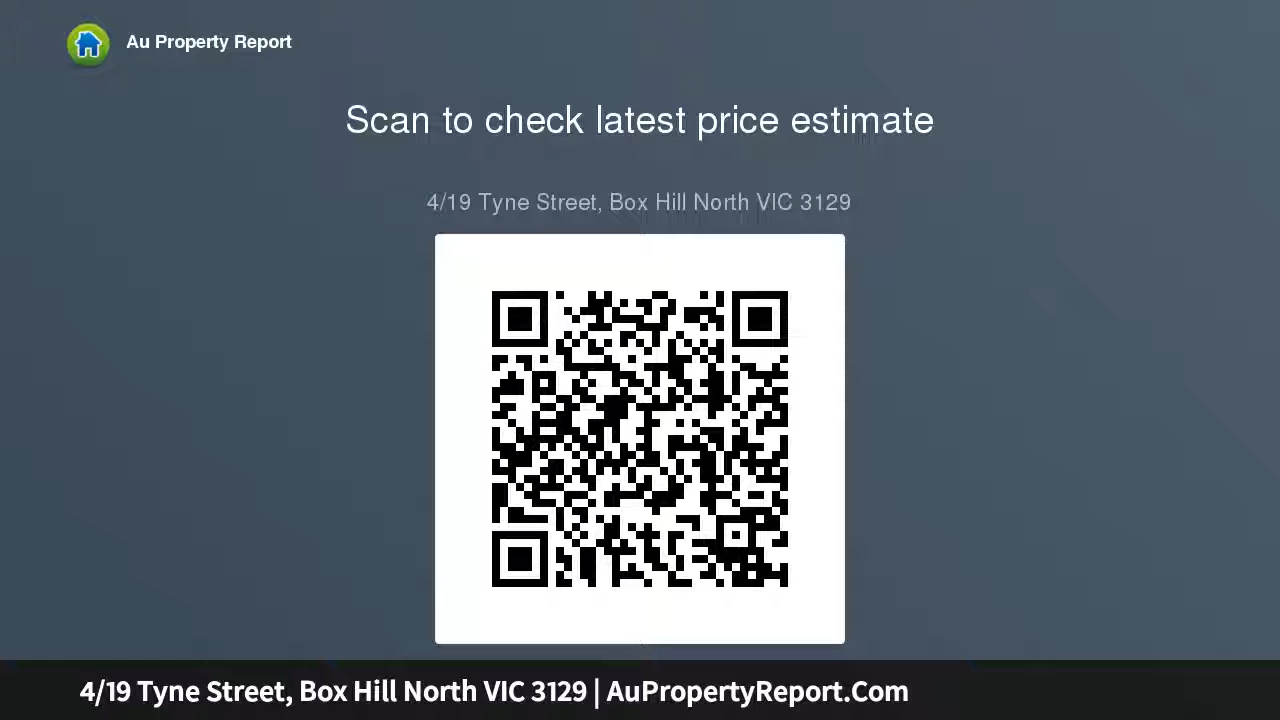 Au Property Report
Scan to check latest price estimate
4/19 Tyne Street, Box Hill North VIC 3129
4/19 Tyne Street, Box Hill North VIC 3129 | AuPropertyReport.Com